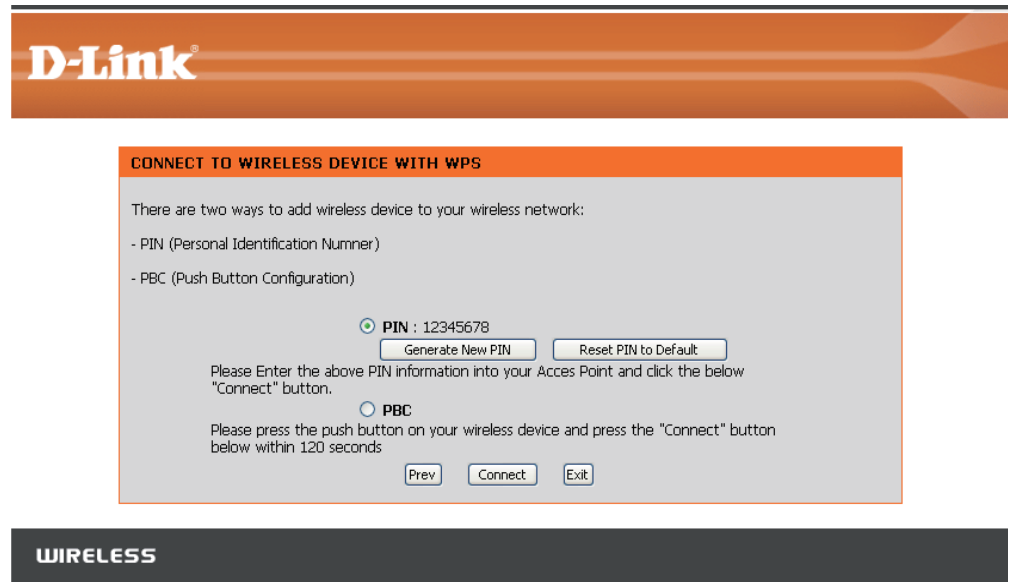 D-Link®
CONNECT TO WIRELESS DEVICE WITH WPS
There are two ways to add wireless device to your wireless network:
- PIN (Personal Identification Numner)
- PBC (Push Button Configuration)
PIN : 12345678
Generate New PIN Reset PIN to Default
Please Enter the above PIN information into your Acces Point and click the below
"Connect" button.
PBC
Please press the push button on your wireless device and press the "Connect" button
below within 120 seconds
Prev Connect Exit
WIRELESS